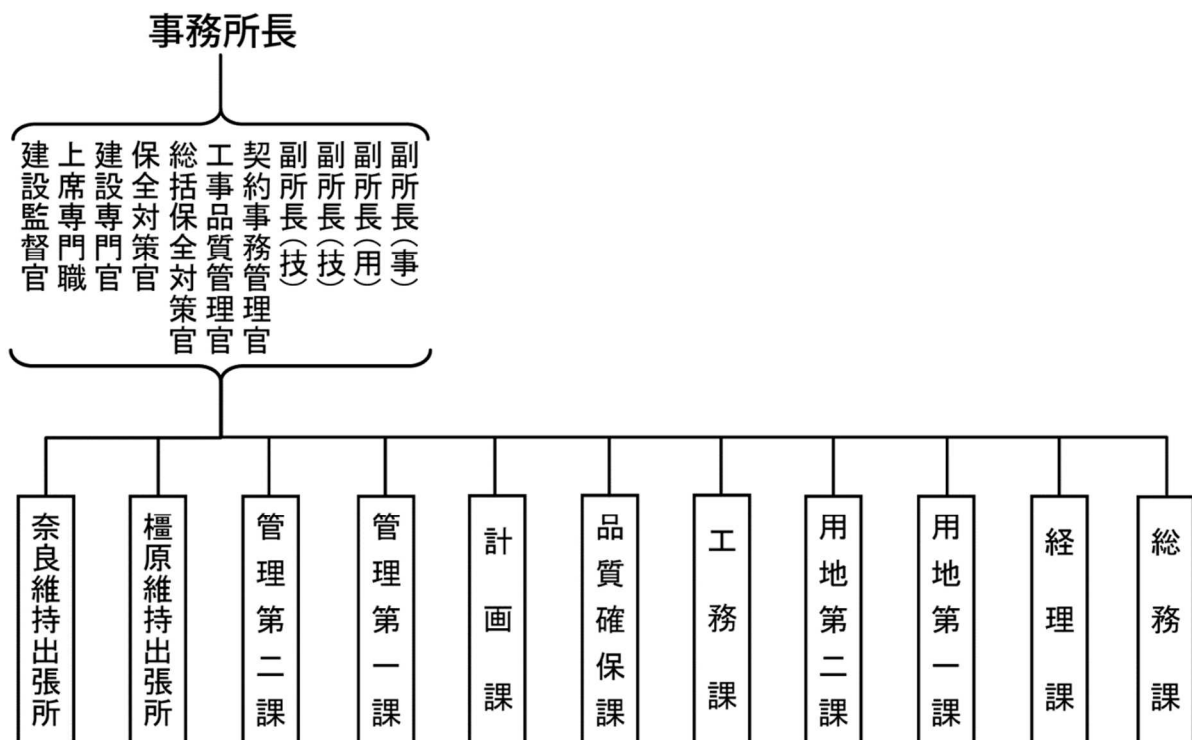 事務所長
副所長(事)
副所長(用)
副所長(技)
副所長(技)
契約事務管理官
工事品質管理官
総括保全対策官
保全対策官
建設専門官
上席専門職
建設監督官
総務課
経理課
用地第一課
用地第二課
工務課
品質確保課
計画課
管理第一課
管理第二課
橿原維持出張所
奈良維持出張所